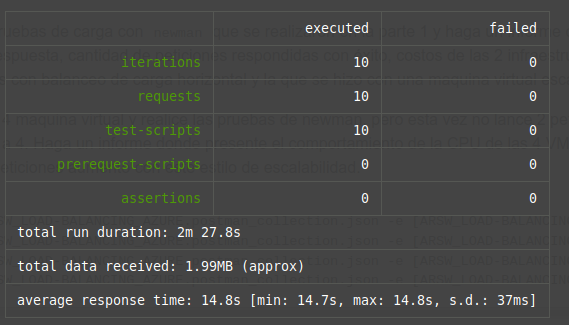 executed failed
iterations 10 0
requests 10 0
test-scripts 10 0
prerequest-scripts 0 0
assertions 0 0
total run duration: 2m 27.8s
total data received: 1.99MB (approx)
average response time: 14.8s [min: 14.7s, max: 14.8s, s.d.: 37ms]